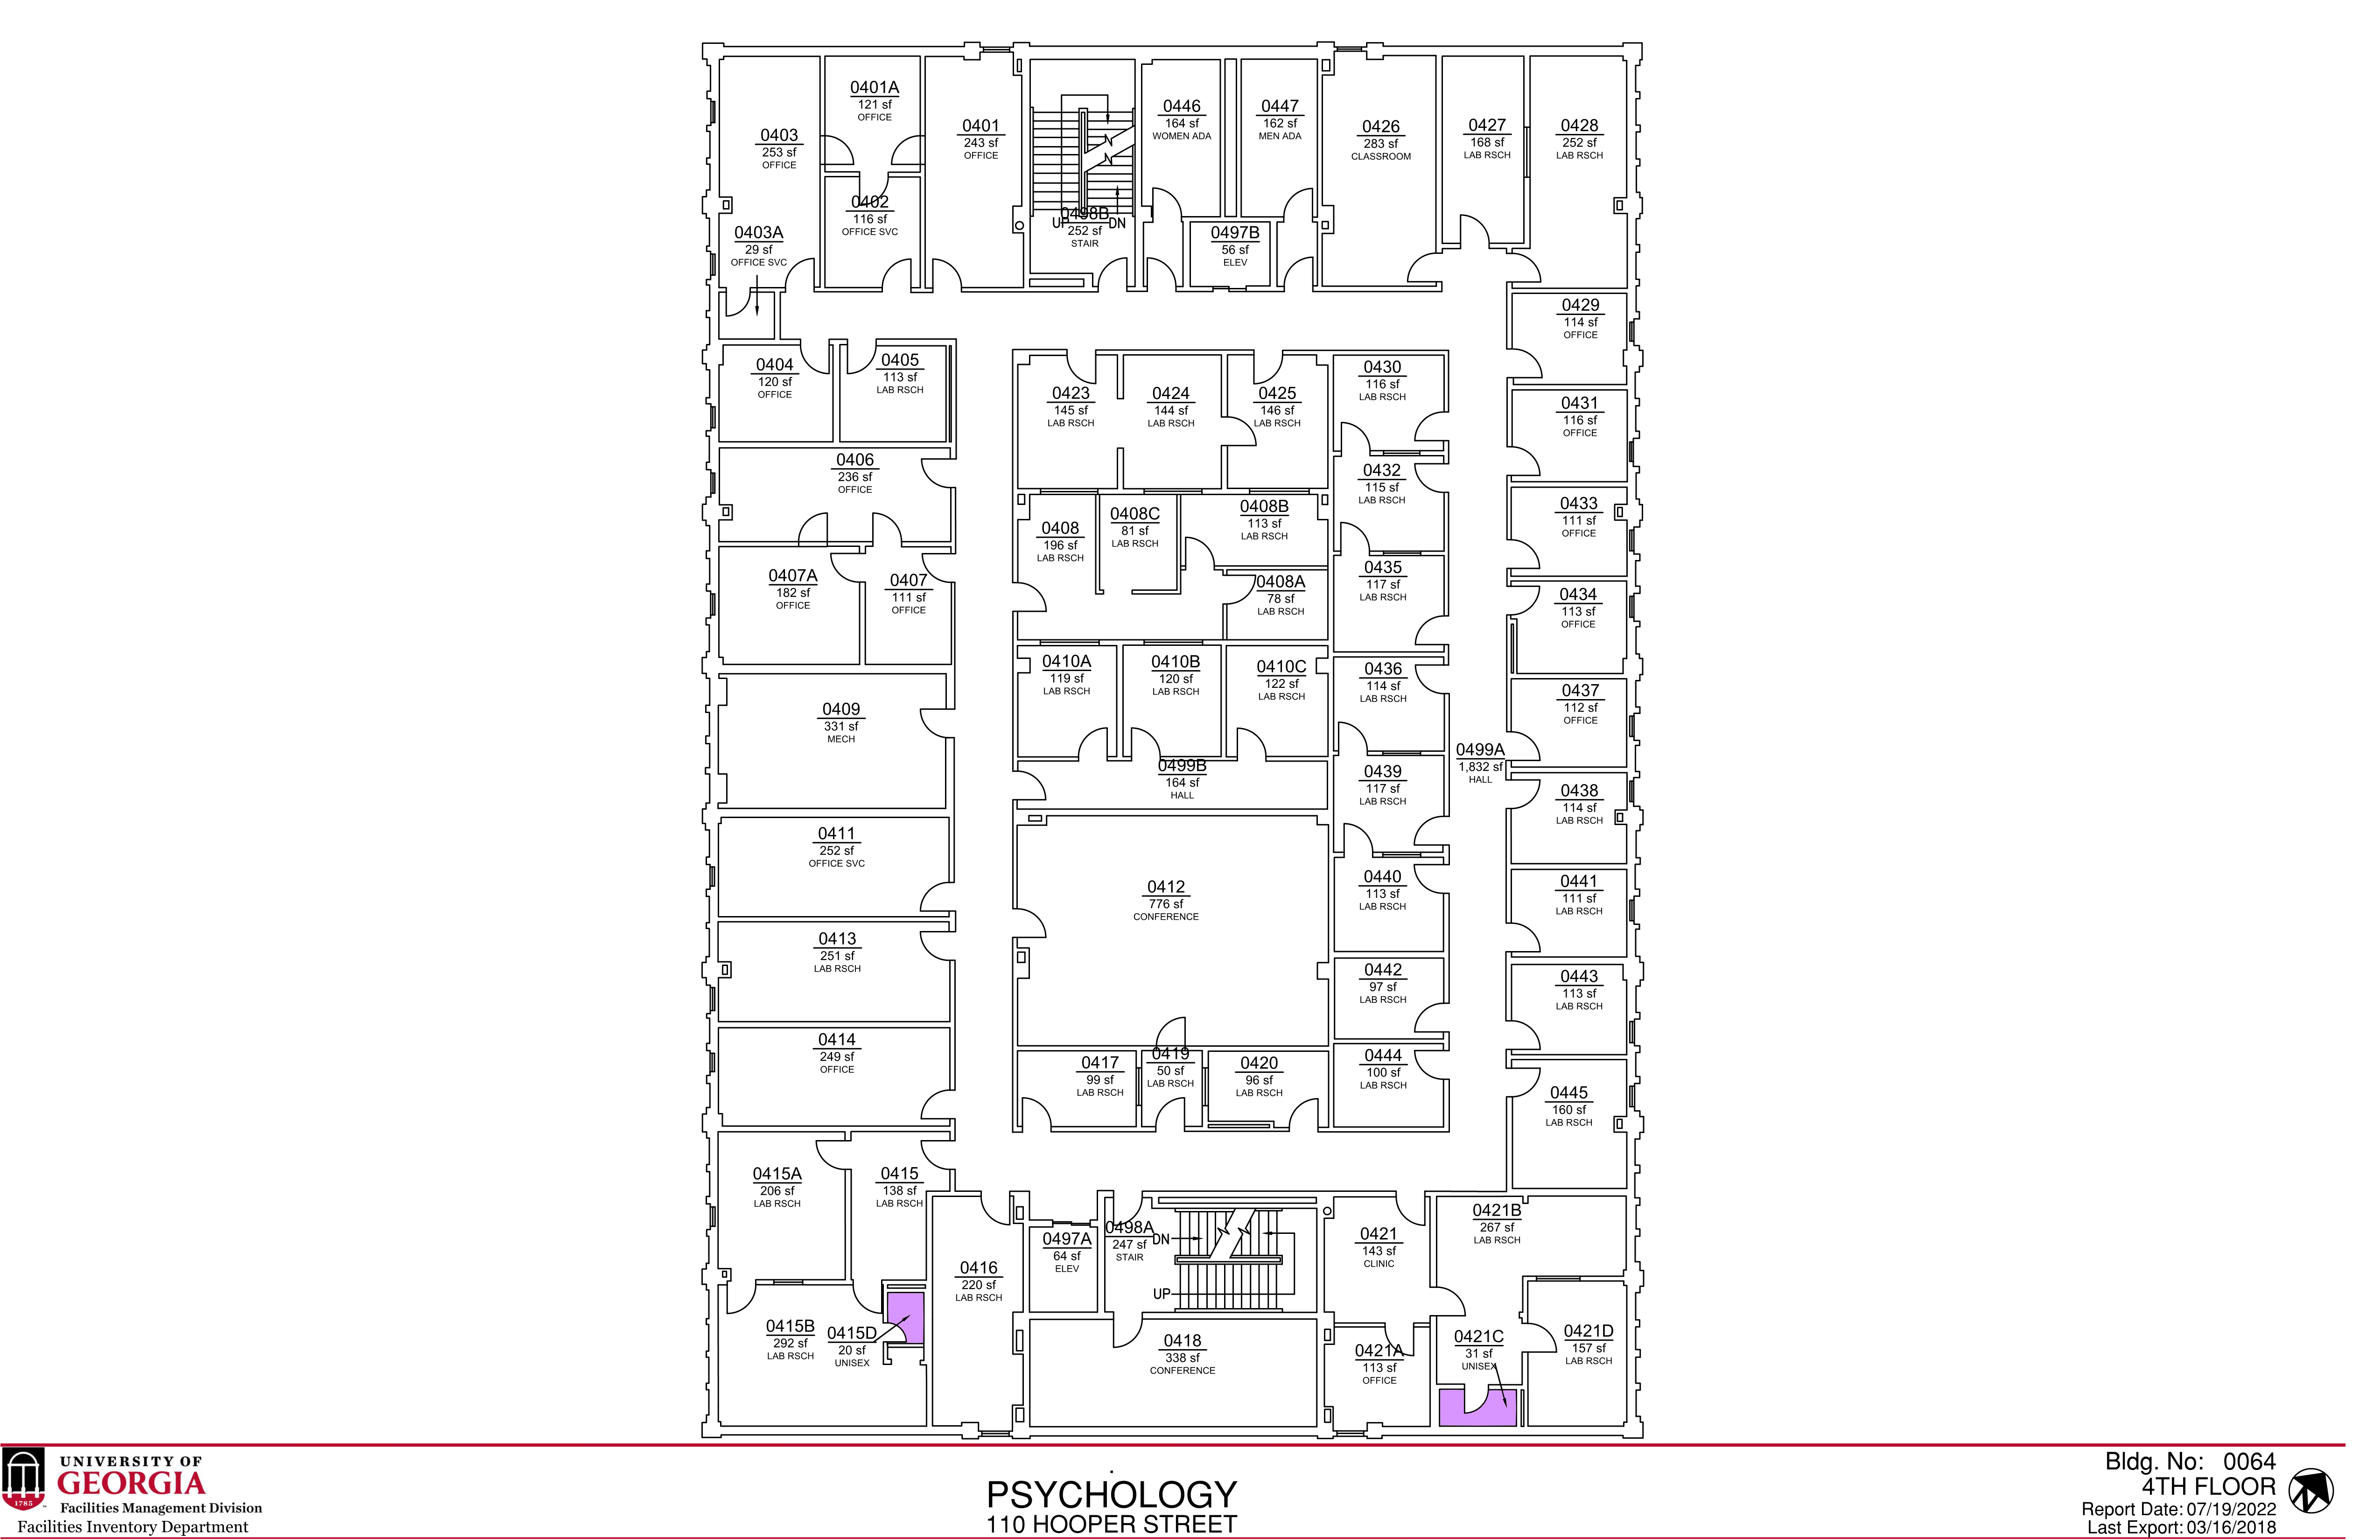 0401A
121 sf
OFFICE
0403
253 sf
OFFICE
0401
243 sf
OFFICE
0446
164 sf
WOMEN ADA
0447
162 sf
MEN ADA
0426
283 sf
CLASSROOM
0427
168 sf
LAB RSCH
0428
252 sf
LAB RSCH
0402
116 sf
OFFICE SVC
0403A
29 sf
OFFICE SVC
UP
0498B
DN
252 sf
STAIR
0497B
56 sf
ELEV
0429
114 sf
OFFICE
0404
120 sf
OFFICE
0405
113 sf
LAB RSCH
0423
145 sf
LAB RSCH
0424
144 sf
LAB RSCH
0425
146 sf
LAB RSCH
0430
116 sf
LAB RSCH
0431
116 sf
OFFICE
0406
236 sf
OFFICE
0432
115 sf
LAB RSCH
0433
111 sf
OFFICE
0408
196 sf
LAB RSCH
0408C
81 sf
LAB RSCH
0408B
113 sf
LAB RSCH
0407A
182 sf
OFFICE
0407
111 sf
OFFICE
0408A
78 sf
LAB RSCH
0435
117 sf
LAB RSCH
0434
113 sf
OFFICE
0410A
119 sf
LAB RSCH
0410B
120 sf
LAB RSCH
0410C
122 sf
LAB RSCH
0436
114 sf
LAB RSCH
0437
112 sf
OFFICE
0409
331 sf
MECH
0499A
1,832 sf
HALL
0499B
164 sf
HALL
0439
117 sf
LAB RSCH
0438
114 sf
LAB RSCH
0411
252 sf
OFFICE SVC
0412
776 sf
CONFERENCE
0440
113 sf
LAB RSCH
0441
111 sf
LAB RSCH
0413
251 sf
LAB RSCH
0442
97 sf
LAB RSCH
0443
113 sf
LAB RSCH
0414
249 sf
OFFICE
0417
99 sf
LAB RSCH
0419
50 sf
LAB RSCH
0420
96 sf
LAB RSCH
0444
100 sf
LAB RSCH
0445
160 sf
LAB RSCH
0415A
206 sf
LAB RSCH
0415
138 sf
LAB RSCH
0416
220 sf
LAB RSCH
0497A
64 sf
ELEV
0498A
247 sf
STAIR
DN
UP
0421
143 sf
CLINIC
0421B
267 sf
LAB RSCH
0415B
292 sf
LAB RSCH
0415D
20 sf
UNISEX
0418
338 sf
CONFERENCE
0421A
113 sf
OFFICE
0421C
31 sf
UNISEX
0421D
157 sf
LAB RSCH
1785
UNIVERSITY OF
GEORGIA
Facilities Management Division
Facilities Inventory Department
PSYCHOLOGY
110 HOOPER STREET
Bldg. No: 0064
4TH FLOOR
Report Date: 07/19/2022
Last Export: 03/16/2018